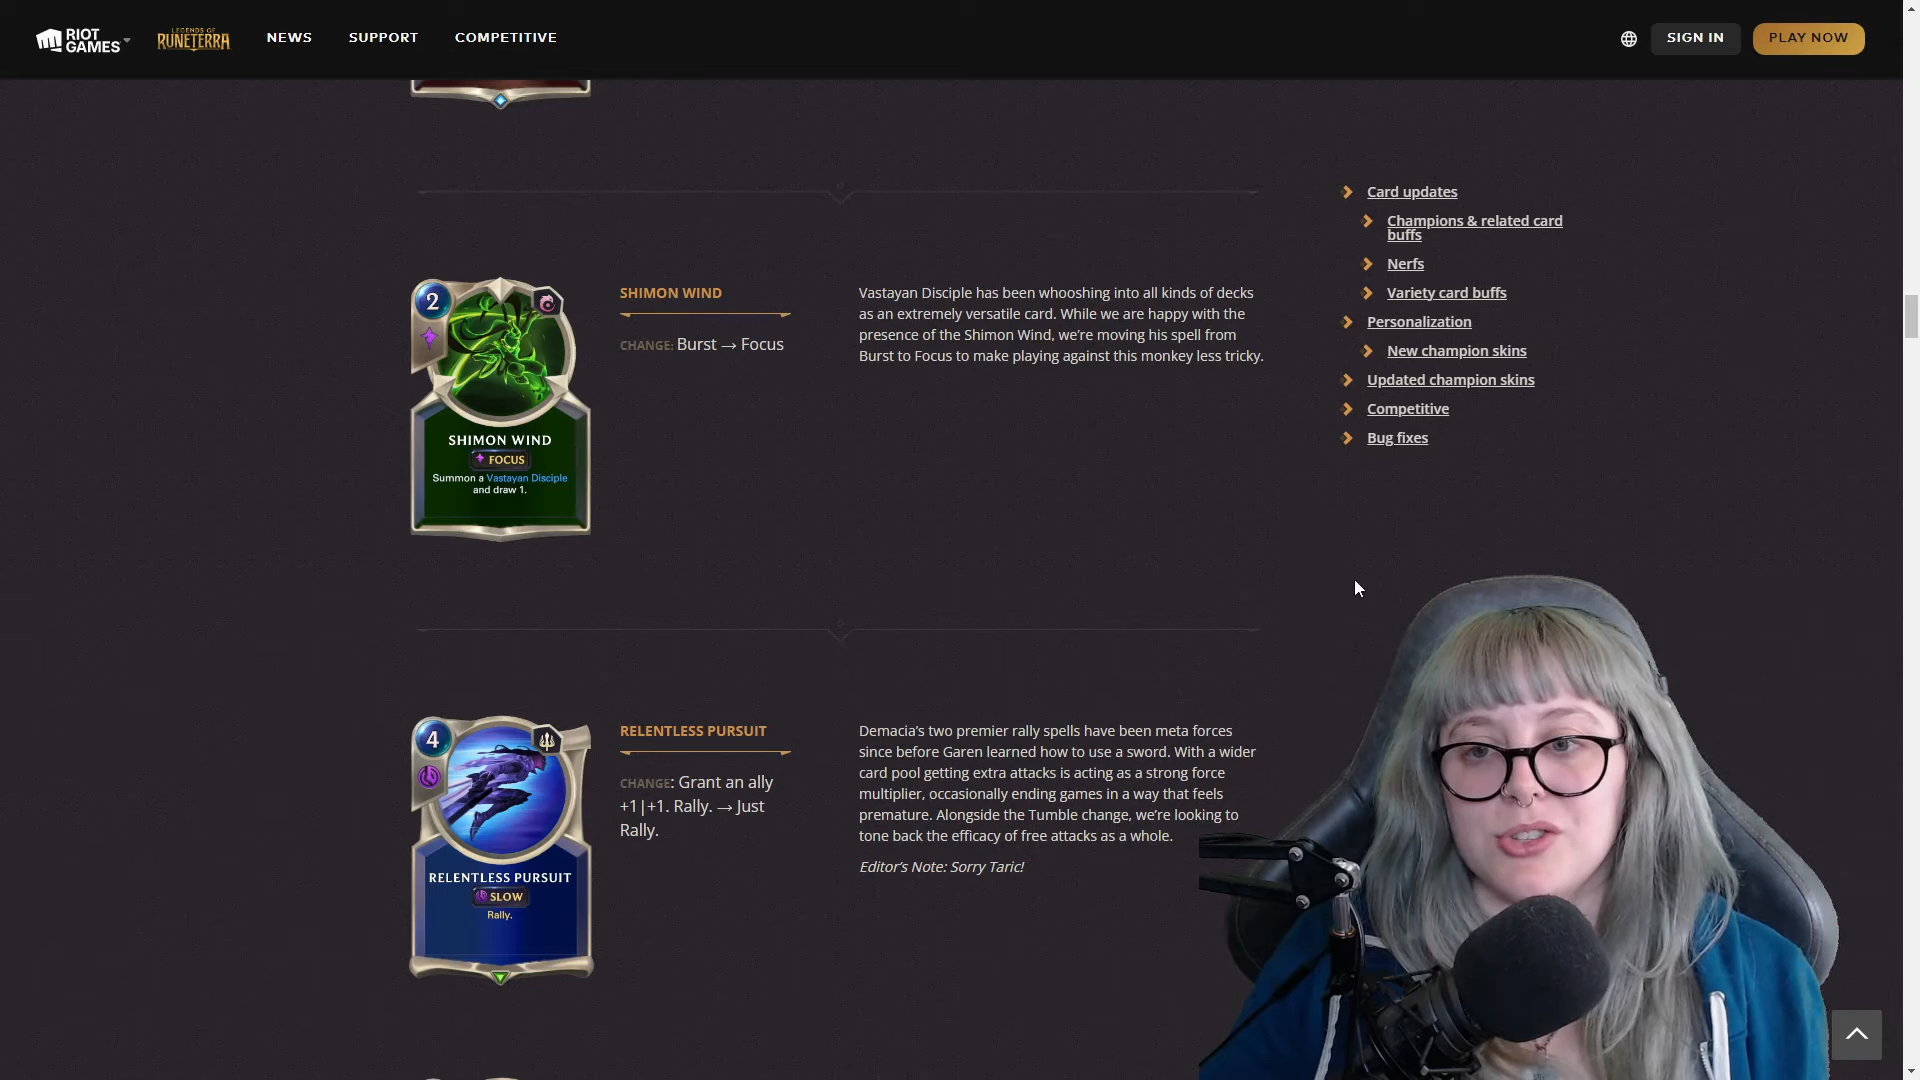 RIOT GAMES
LEGENDS OF RUNETERRA
NEWS
SUPPORT
COMPETITIVE
SIGN IN
PLAY NOW
Card updates
Champions & related card
buffs
Nerfs
Variety card buffs
Personalization
New champion skins
Updated champion skins
Competitive
Bug fixes
2
SHIMON WIND
FOCUS
Summon a Vastayan Disciple
and draw 1.
SHIMON WIND
CHANGE: Burst → Focus
Vastayan Disciple has been whooshing into all kinds of decks
as an extremely versatile card. While we are happy with the
presence of the Shimon Wind, we're moving his spell from
Burst to Focus to make playing against this monkey less tricky.
4
RELENTLESS PURSUIT
SLOW
Rally.
RELENTLESS PURSUIT
CHANGE: Grant an ally
+1|+1. Rally. → Just
Rally.
Demacia's two premier rally spells have been meta forces
since before Garen learned how to use a sword. With a wider
card pool getting extra attacks is acting as a strong force
multiplier, occasionally ending games in a way that feels
premature. Alongside the Tumble change, we're looking to
tone back the efficacy of free attacks as a whole.
Editor's Note: Sorry Taric!